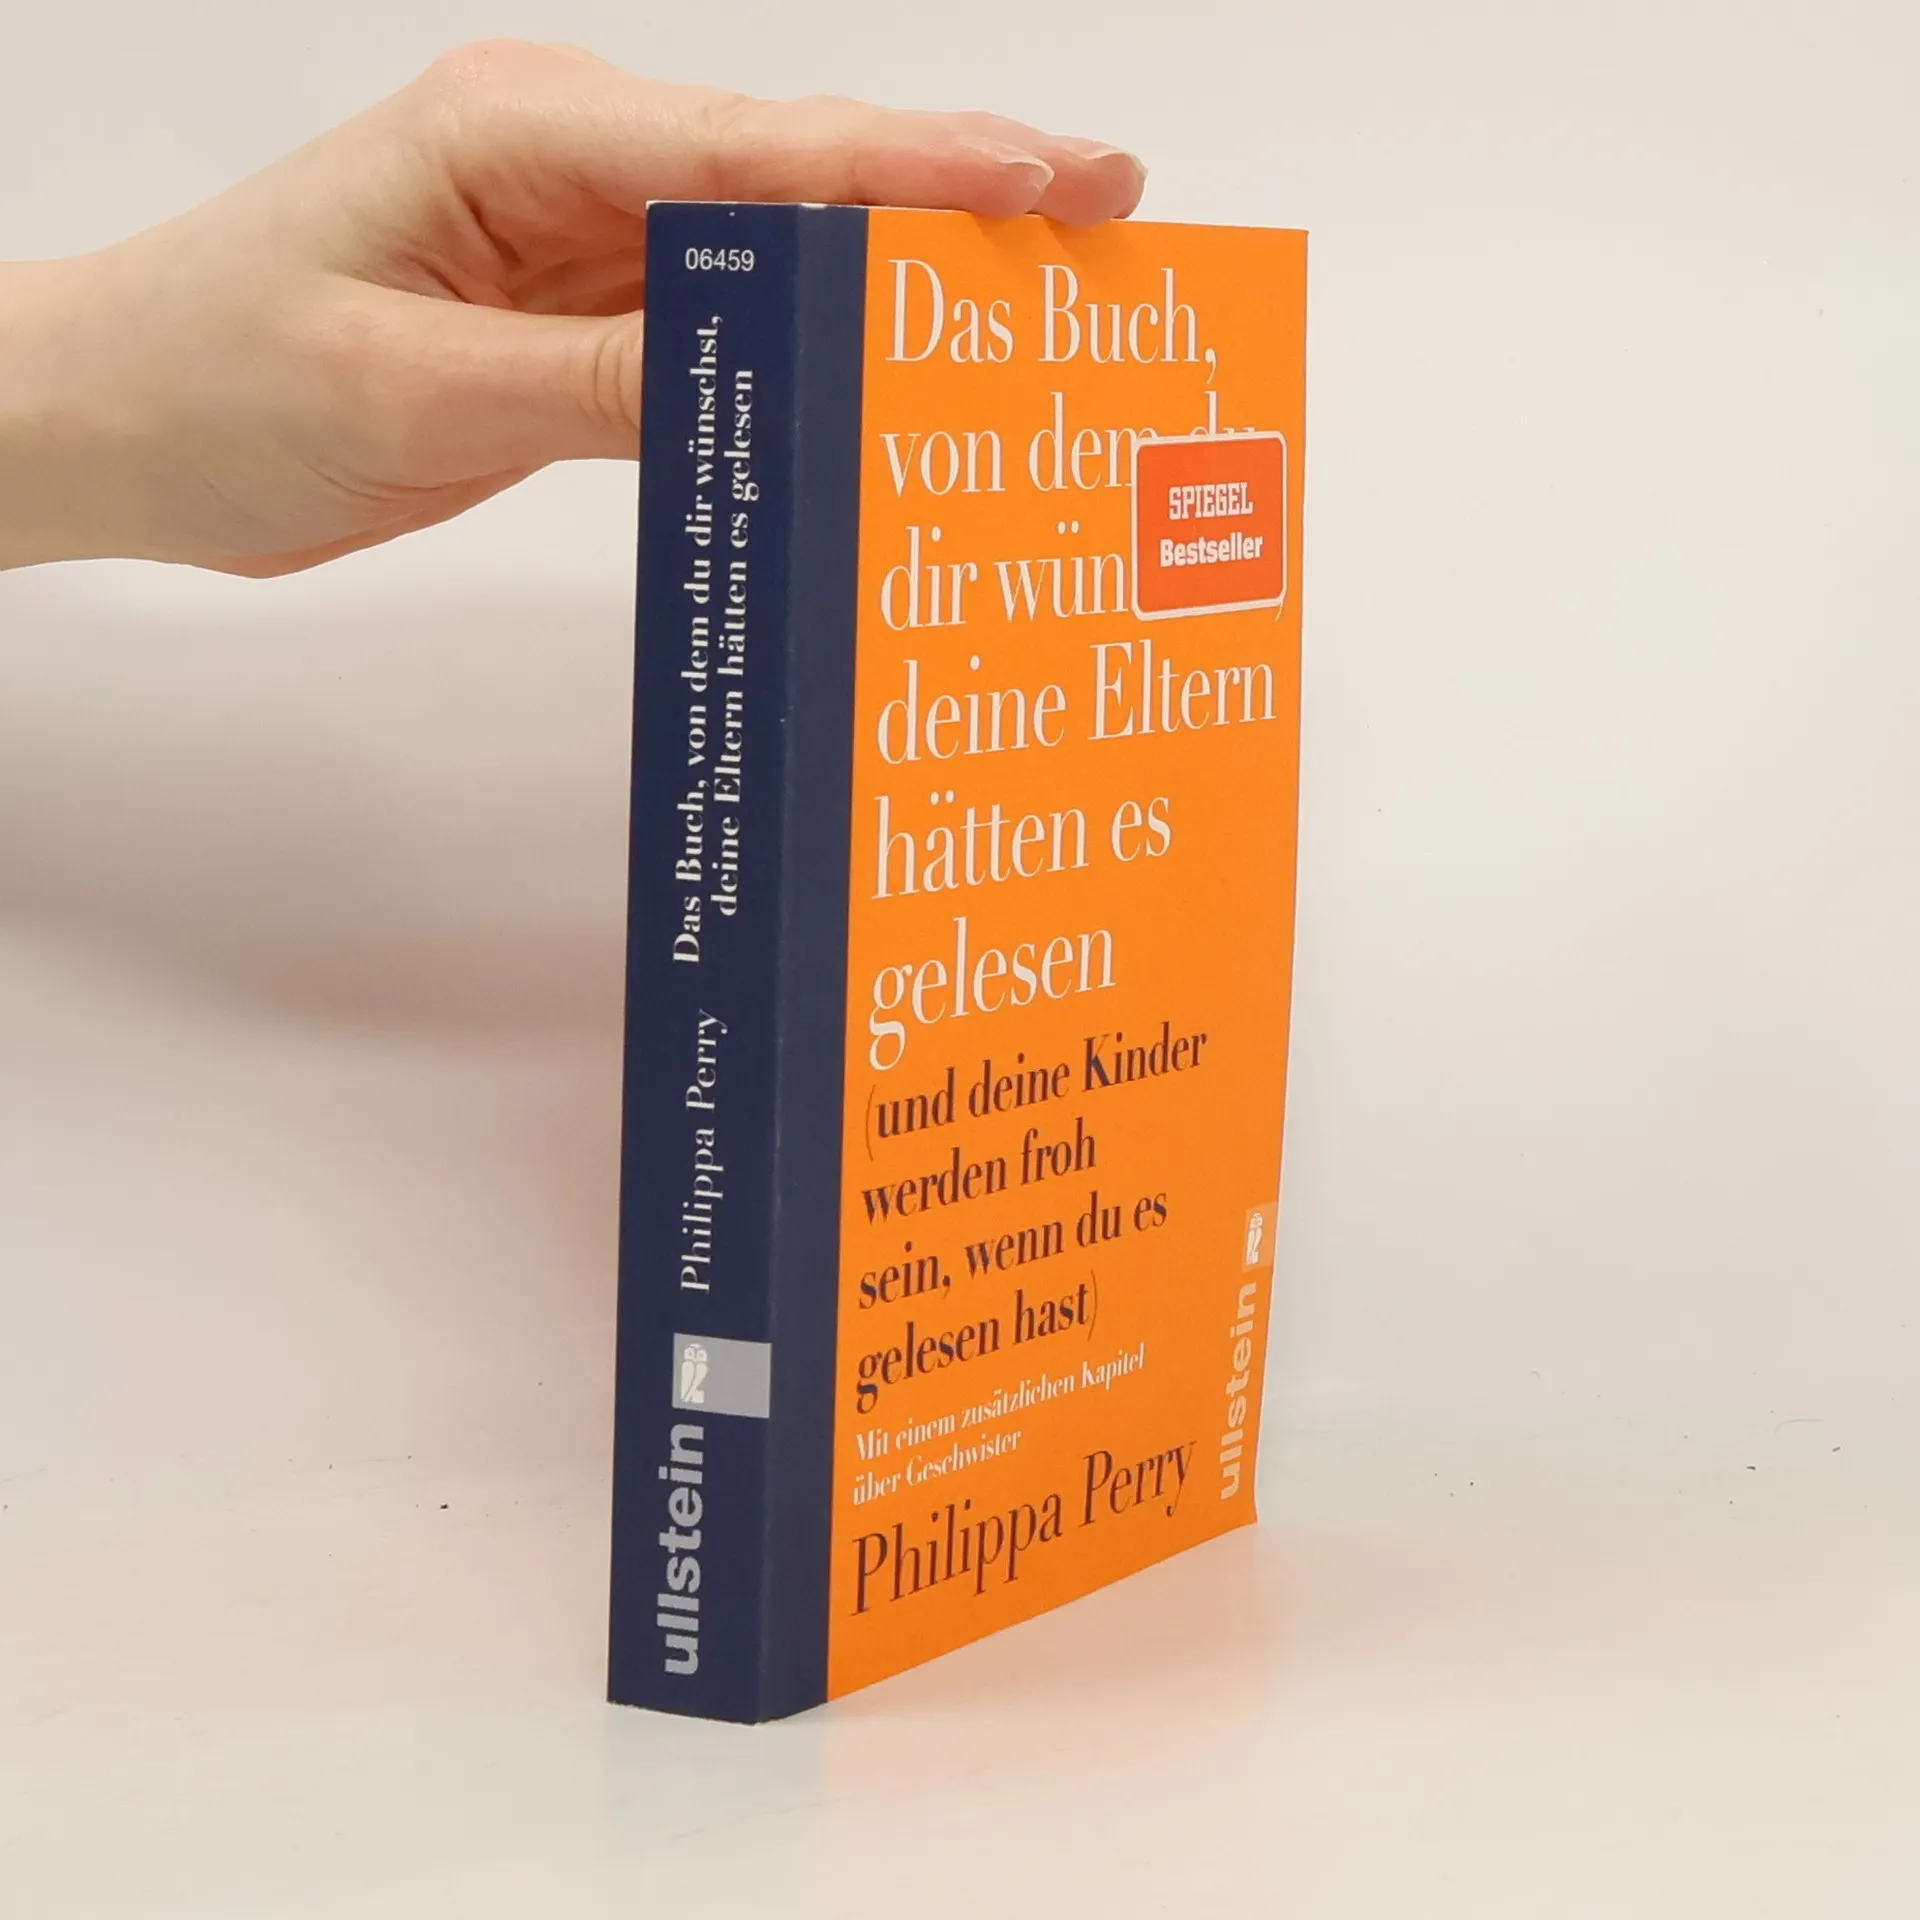 06459
Das Buch, von dem du dir wünschst,
deine Eltern hätten es gelesen
Philippa Perry
ullstein
Das Buch,
von dem du
dir wün
SPIEGEL
Bestseller
deine Eltern
hätten es
gelesen
(und deine Kinder
werden froh
sein, wenn du es
gelesen hast)
Mit einem zusätzlichen Kapitel
über Geschwister
Philippa Perry
ullstein